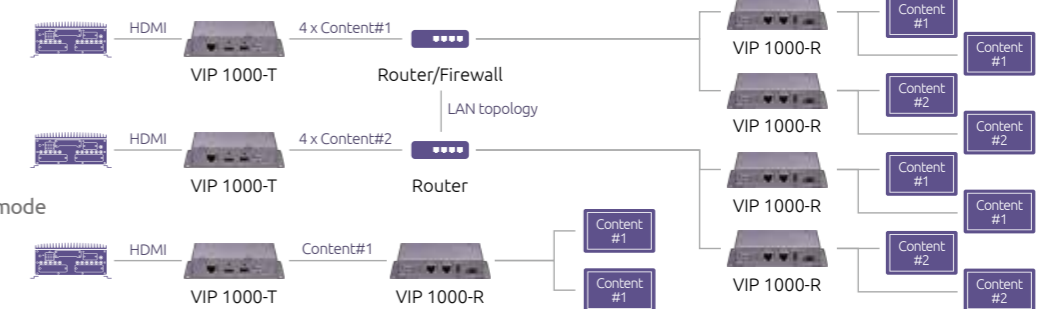 HDMI
4 x Content#1
VIP 1000-T
Router/Firewall
VIP 1000-R
Content
#1
Content
#1
LAN topology
VIP 1000-R
Content
#2
Content
#2
HDMI
4 x Content#2
VIP 1000-T
Router
VIP 1000-R
Content
#1
Content
#1
mode
HDMI
Content#1
VIP 1000-T
VIP 1000-R
Content
#1
Content
#1
VIP 1000-R
Content
#2
Content
#2